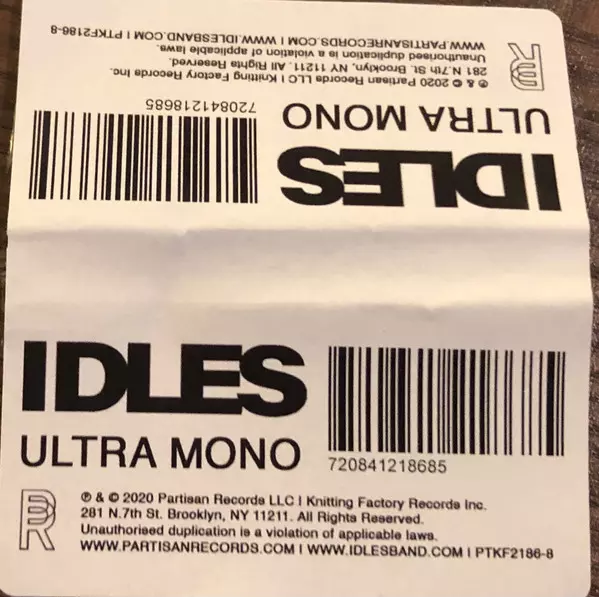 ℗ & © 2020 Partisan Records LLC | Knitting Factory Records Inc.
281 N.7th St. Brooklyn, NY 11211. All Rights Reserved.
Unauthorised duplication is a violation of applicable laws.
WWW.PARTISANRECORDS.COM | WWW.IDLESBAND.COM | PTKF2186-8
720841218685
ULTRA MONO
IDLES
IDLES
ULTRA MONO
720841218685
PR
℗ & © 2020 Partisan Records LLC | Knitting Factory Records Inc.
281 N.7th St. Brooklyn, NY 11211. All Rights Reserved.
Unauthorised duplication is a violation of applicable laws.
WWW.PARTISANRECORDS.COM | WWW.IDLESBAND.COM | PTKF2186-8